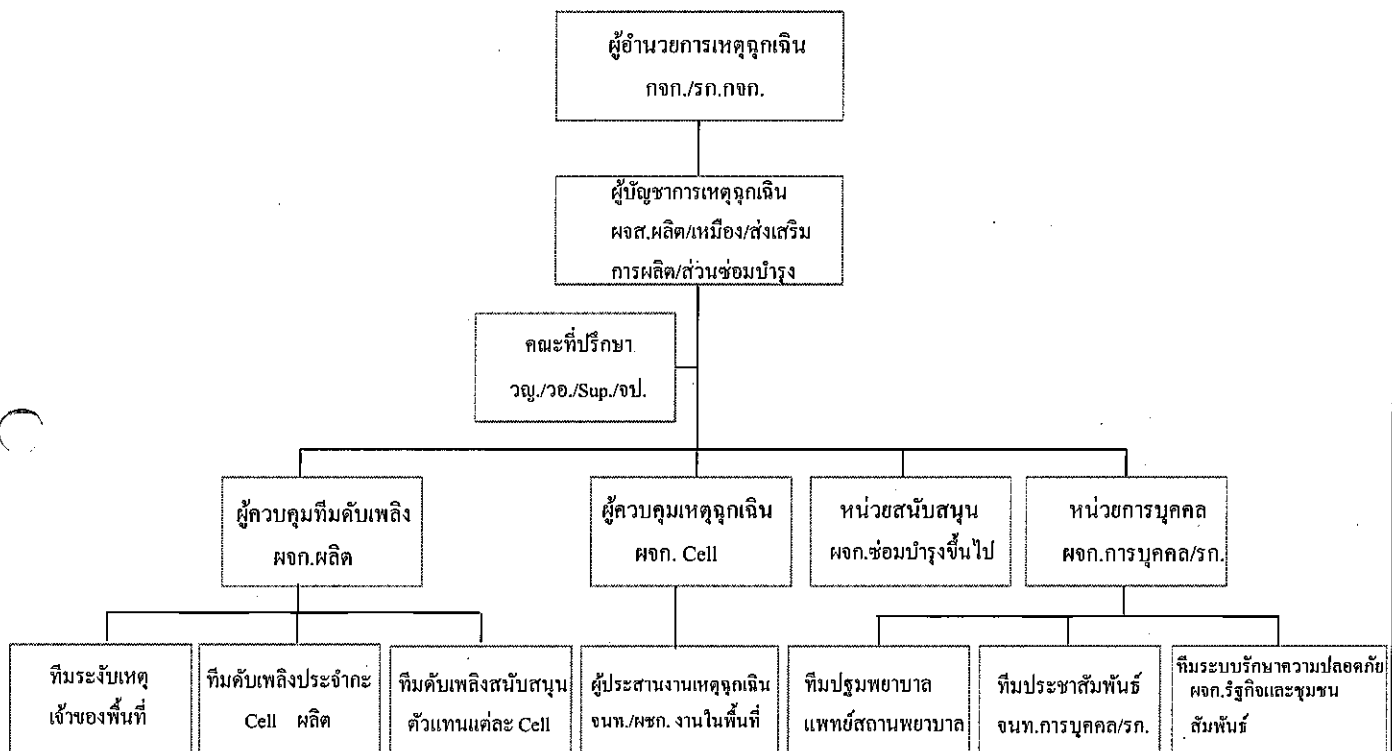 ผู้อำนวยการเหตุฉุกเฉิน
กจก./รก.กจก.
ผู้บัญชาการเหตุฉุกเฉิน
ผจส.ผลิต/เหมือง/ส่งเสริม
การผลิต/ส่วนซ่อมบำรุง
คณะที่ปรึกษา
วญ./วอ./Sup./จป.
ผู้ควบคุมทีมดับเพลิง
ผจก.ผลิต
ผู้ควบคุมเหตุฉุกเฉิน
ผจก. Cell
หน่วยสนับสนุน
ผจก.ซ่อมบำรุงขึ้นไป
หน่วยการบุคคล
ผจก.การบุคคล/รก.
ทีมระงับเหตุ
เจ้าของพื้นที่
ทีมดับเพลิงประจำกะ
Cell ผลิต
ทีมดับเพลิงสนับสนุน
ตัวแทนแต่ละ Cell
ผู้ประสานงานเหตุฉุกเฉิน
จนท./ผชก. งานในพื้นที่
ทีมปฐมพยาบาล
แพทย์สถานพยาบาล
ทีมประชาสัมพันธ์
จนท.การบุคคล/รก.
ทีมระบบรักษาความปลอดภัย
ผจก.รัฐกิจและชุมชน
สัมพันธ์